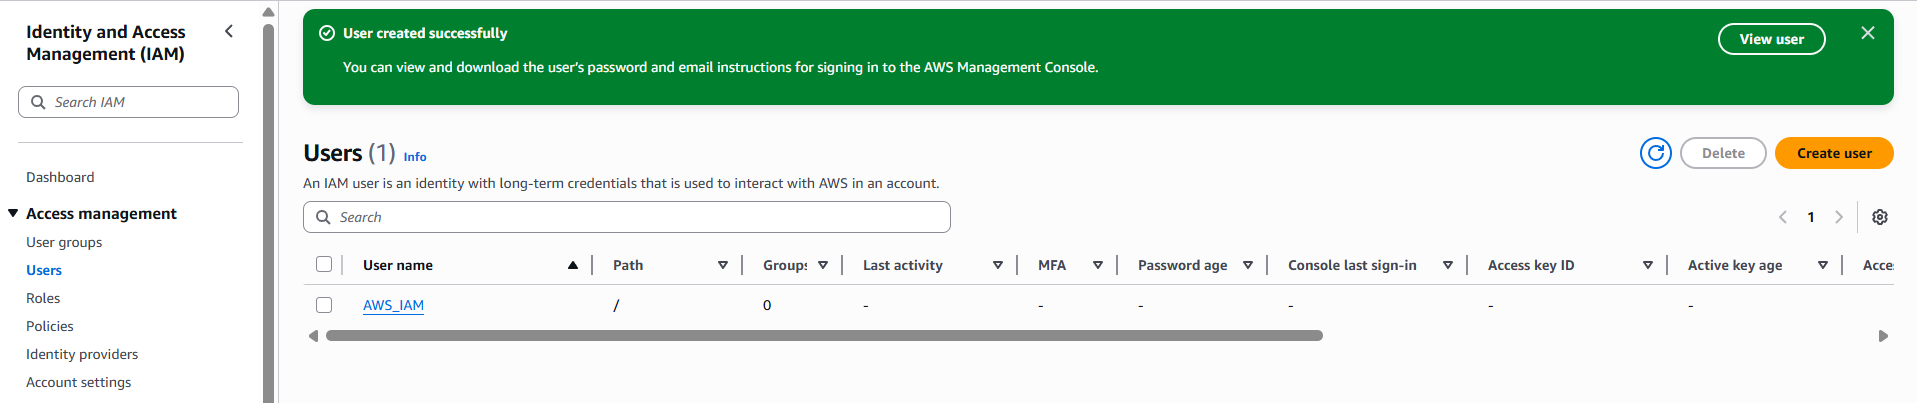 Identity and Access
Management (IAM)
Search IAM
Dashboard
Access management
User groups
Users
Roles
Policies
Identity providers
Account settings
User created successfully
You can view and download the user's password and email instructions for signing in to the AWS Management Console.
View user
Users (1) Info
Delete
Create user
An IAM user is an identity with long-term credentials that is used to interact with AWS in an account.
Search
1
User name Path Groups Last activity MFA Password age Console last sign-in Access key ID Active key age Acce
AWS_IAM / 0 - - - - - -